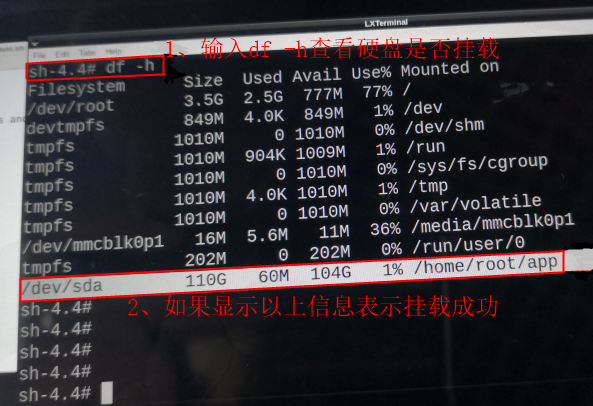 LXTerminal
File Edit Tabs Help
1、输入df -h查看硬盘是否挂载
sh-4.4# df -h
Filesystem Size Used Avail Use% Mounted on
/dev/root 3.5G 2.5G 777M 77% /
devtmpfs 849M 4.0K 849M 1% /dev
tmpfs 1010M 0 1010M 0% /dev/shm
tmpfs 1010M 904K 1009M 1% /run
tmpfs 1010M 0 1010M 0% /sys/fs/cgroup
tmpfs 1010M 4.0K 1010M 1% /tmp
tmpfs 1010M 0 1010M 0% /var/volatile
/dev/mmcblk0p1 16M 5.6M 11M 36% /media/mmcblk0p1
tmpfs 202M 0 202M 0% /run/user/0
/dev/sda 110G 60M 104G 1% /home/root/app
2、如果显示以上信息表示挂载成功
sh-4.4#
sh-4.4#
sh-4.4#
sh-4.4#